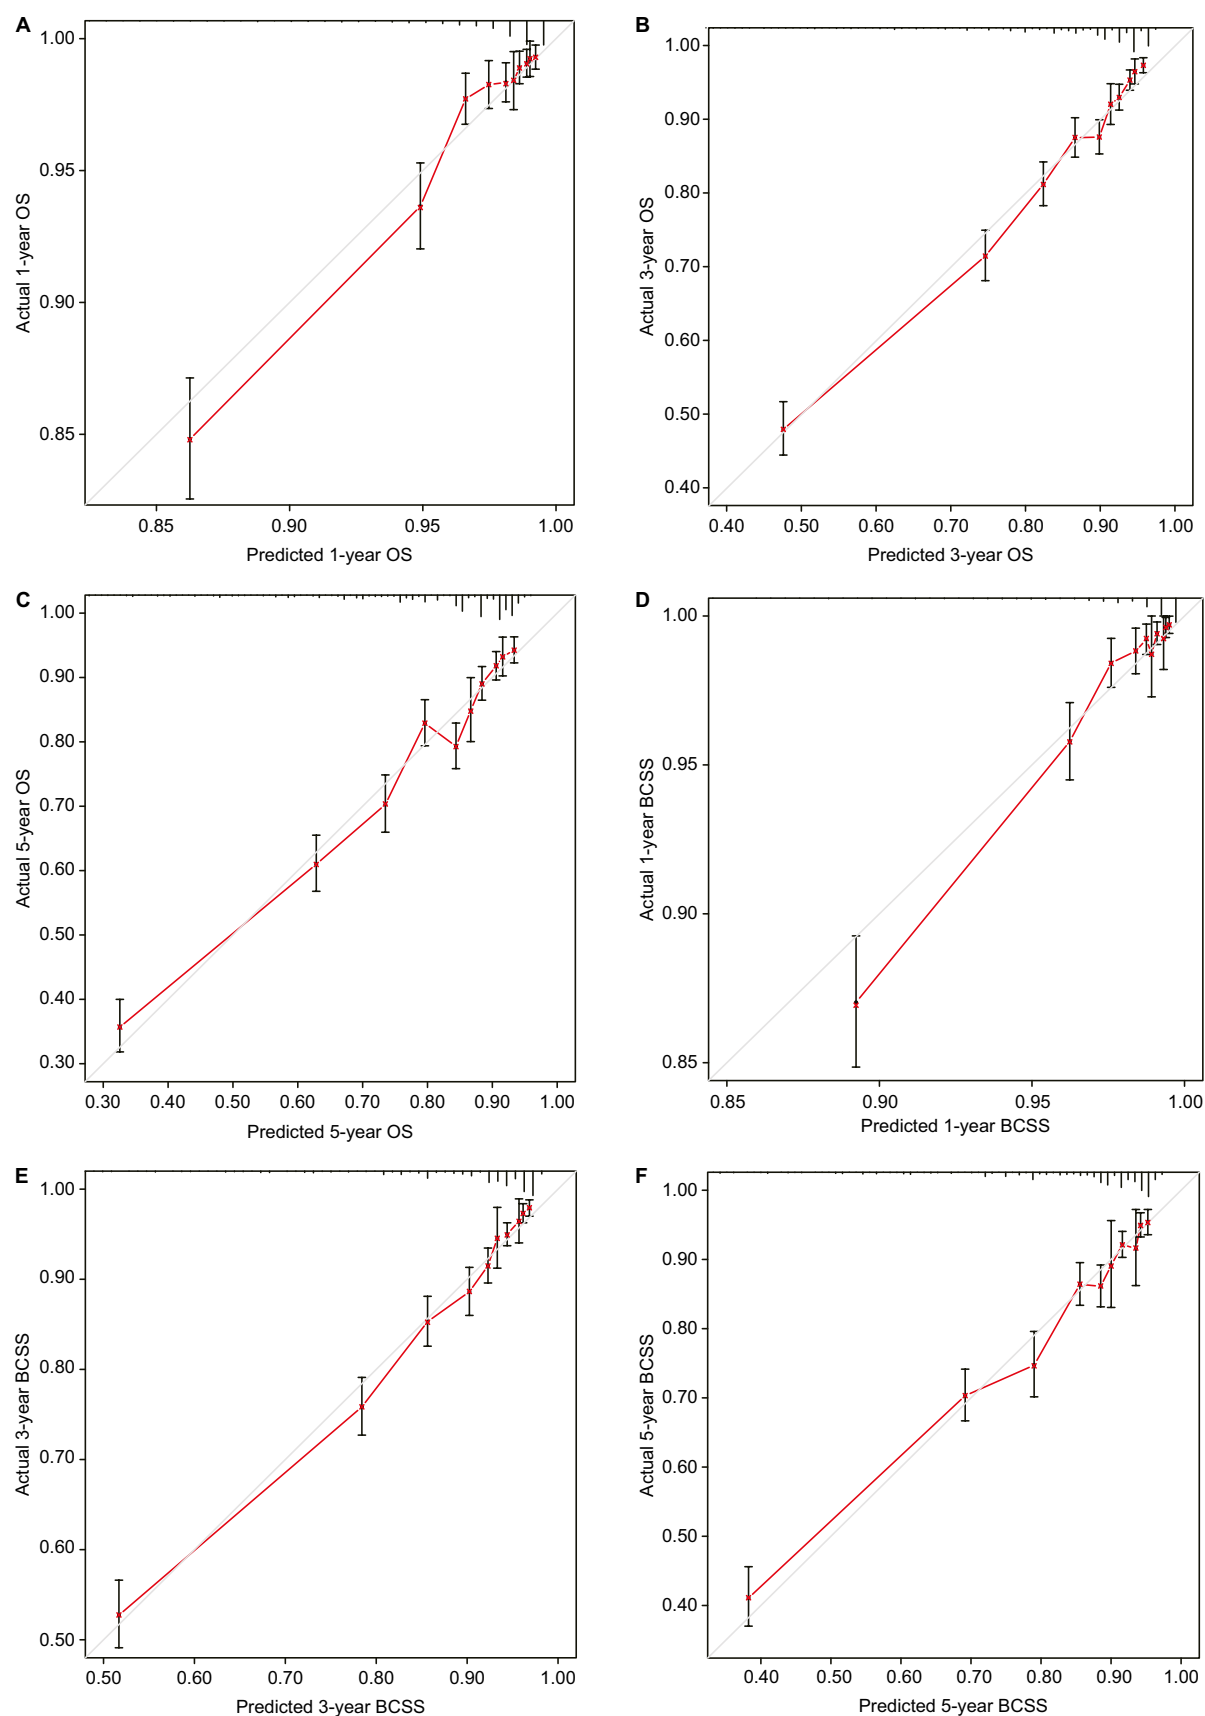 A
1.00
0.95
0.90
0.85
Actual 1-year OS
0.85 0.90 0.95 1.00
Predicted 1-year OS
B
1.00
0.90
0.80
0.70
0.60
0.50
0.40
Actual 3-year OS
0.40 0.50 0.60 0.70 0.80 0.90 1.00
Predicted 3-year OS
C
1.00
0.90
0.80
0.70
0.60
0.50
0.40
0.30
Actual 5-year OS
0.30 0.40 0.50 0.60 0.70 0.80 0.90 1.00
Predicted 5-year OS
D
1.00
0.95
0.90
0.85
Actual 1-year BCSS
0.85 0.90 0.95 1.00
Predicted 1-year BCSS
E
1.00
0.90
0.80
0.70
0.60
0.50
Actual 3-year BCSS
0.50 0.60 0.70 0.80 0.90 1.00
Predicted 3-year BCSS
F
1.00
0.90
0.80
0.70
0.60
0.50
0.40
Actual 5-year BCSS
0.40 0.50 0.60 0.70 0.80 0.90 1.00
Predicted 5-year BCSS